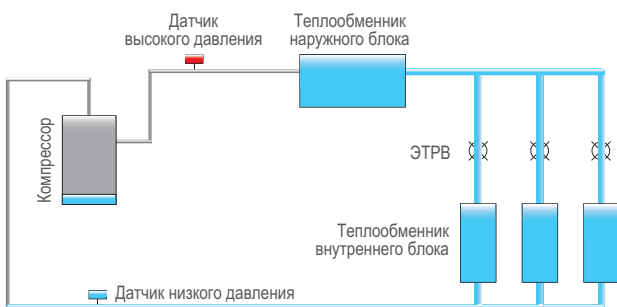 Датчик
высокого давления
Теплообменник
наружного блока
Компрессор
ЭТРВ
Теплообменник
внутреннего блока
Датчик низкого давления